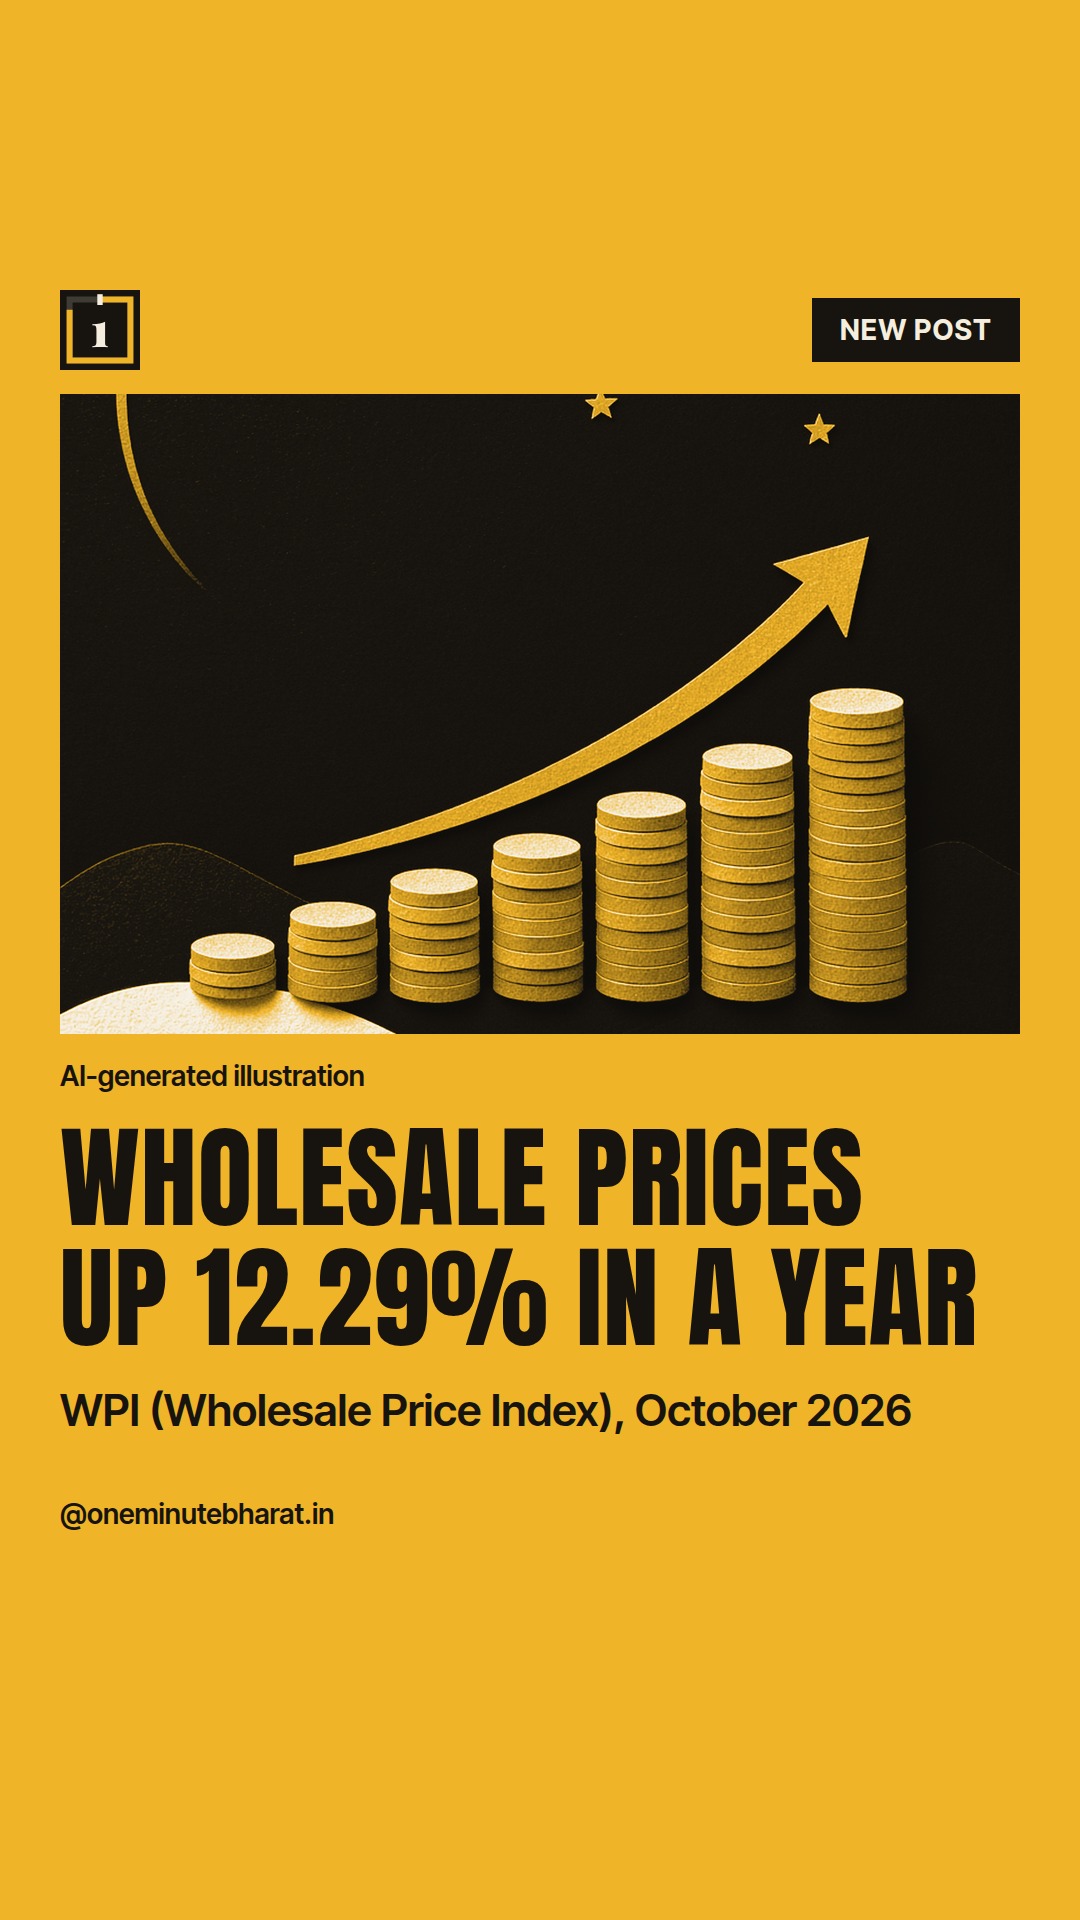 1
NEW POST
AI-generated illustration
WHOLESALE PRICES
UP 12.29% IN A YEAR
WPI (Wholesale Price Index), October 2026
@oneminutebharat.in